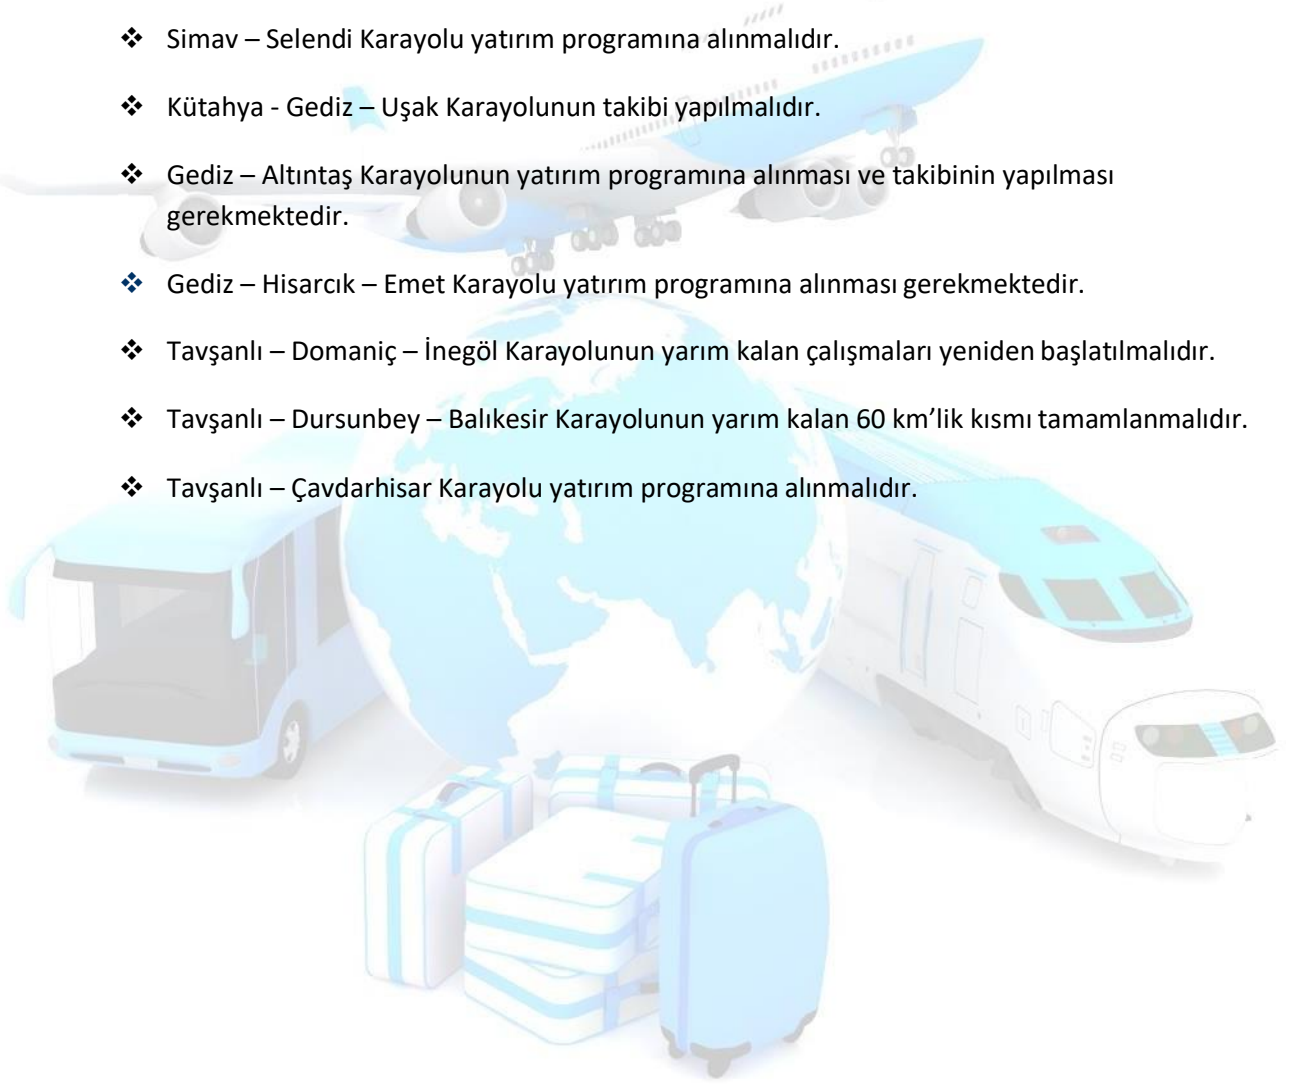 ❖ Simav – Selendi Karayolu yatırım programına alınmalıdır.
❖ Kütahya - Gediz – Uşak Karayolunun takibi yapılmalıdır.
❖ Gediz – Altıntaş Karayolunun yatırım programına alınması ve takibinin yapılması
gerekmektedir.
❖ Gediz – Hisarcık – Emet Karayolu yatırım programına alınması gerekmektedir.
❖ Tavşanlı – Domaniç – İnegöl Karayolunun yarım kalan çalışmaları yeniden başlatılmalıdır.
❖ Tavşanlı – Dursunbey – Balıkesir Karayolunun yarım kalan 60 km’lik kısmı tamamlanmalıdır.
❖ Tavşanlı – Çavdarhisar Karayolu yatırım programına alınmalıdır.